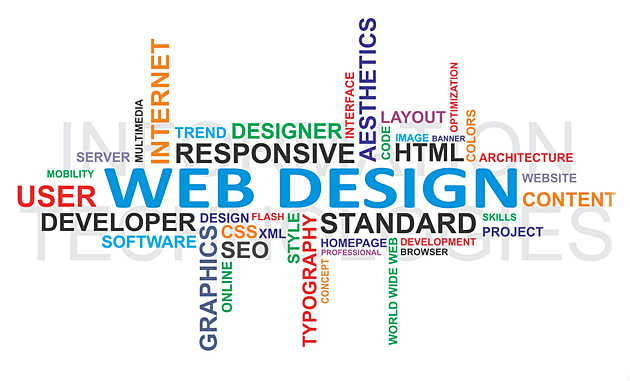 INFORMATION
TECHNOLOGIES
MULTIMEDIA
INTERNET
INTERFACE
AESTHETICS
OPTIMIZATION
LAYOUT
COLORS
CODE
TREND
DESIGNER
IMAGE
BANNER
SERVER
RESPONSIVE
HTML
ARCHITECTURE
MOBILITY
WEBSITE
USER
WEB DESIGN
CONTENT
DEVELOPER
DESIGN
FLASH
STYLE
STANDARD
SKILLS
CSS
XML
PROJECT
SOFTWARE
SEO
HOMEPAGE
DEVELOPMENT
PROFESSIONAL
BROWSER
GRAPHICS
ONLINE
TYPOGRAPHY
CONCEPT
WORLD WIDE WEB